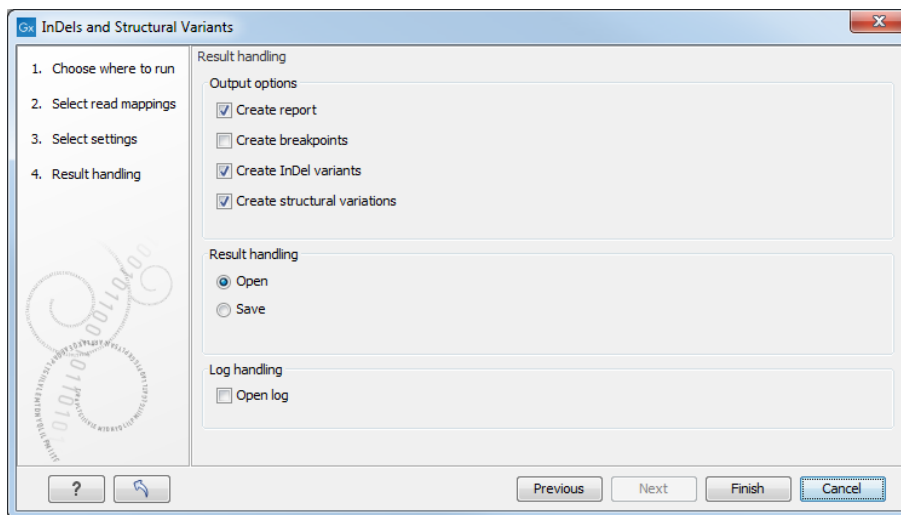 Gx InDels and Structural Variants
1. Choose where to run
2. Select read mappings
3. Select settings
4. Result handling
Result handling
Output options
Create report
Create breakpoints
Create InDel variants
Create structural variations
Result handling
Open
Save
Log handling
Open log
?
Previous
Next
Finish
Cancel